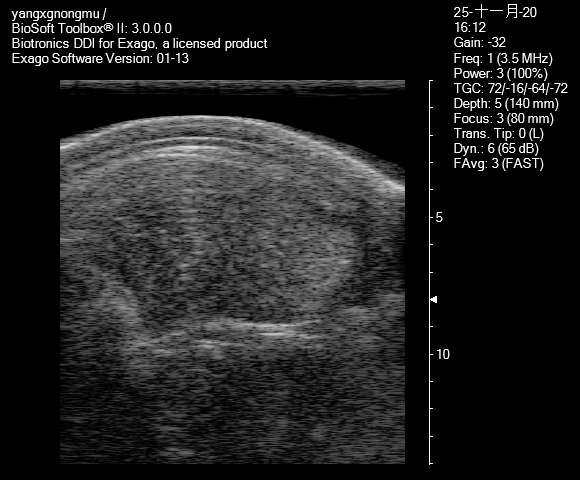 yangxgnongmu /
BioSoft Toolbox® II: 3.0.0.0
Biotronics DDI for Exago, a licensed product
Exago Software Version: 01-13
25-十一月-20
16:12
Gain: -32
Freq: 1 (3.5 MHz)
Power: 3 (100%)
TGC: 72/-16/-64/-72
Depth: 5 (140 mm)
Focus: 3 (80 mm)
Trans. Tip: 0 (L)
Dyn.: 6 (65 dB)
FAvg: 3 (FAST)
5
10